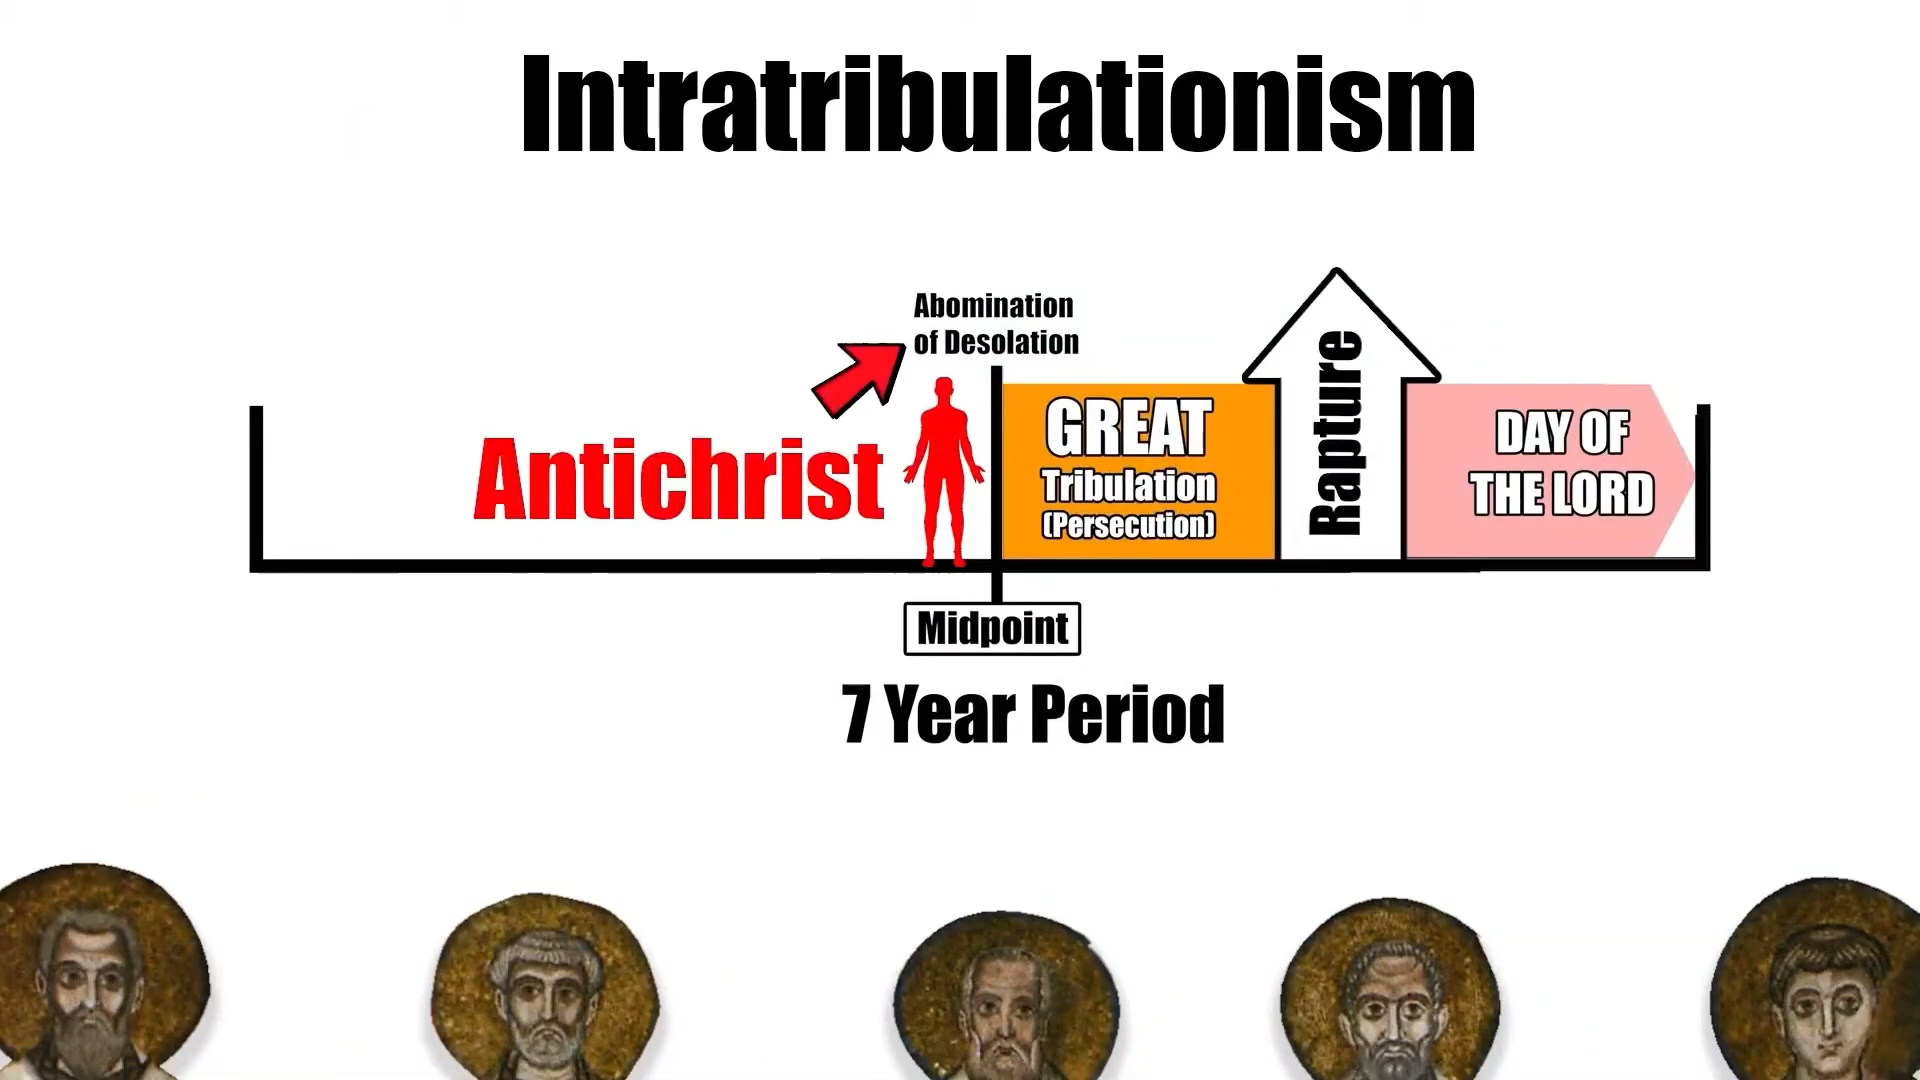 Intratribulationism
Abomination
of Desolation
Antichrist
GREAT
Tribulation
(Persecution)
Rapture
DAY OF
THE LORD
Midpoint
7 Year Period